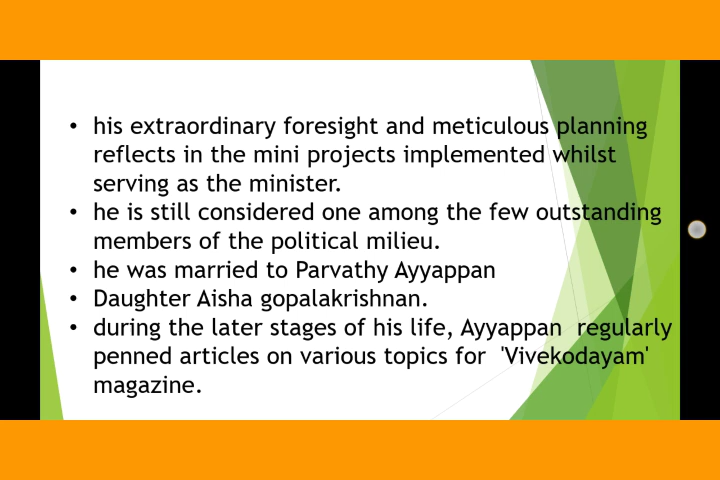 • his extraordinary foresight and meticulous planning
reflects in the mini projects implemented whilst
serving as the minister.
• he is still considered one among the few outstanding
members of the political milieu.
• he was married to Parvathy Ayyappan
• Daughter Aisha gopalakrishnan.
• during the later stages of his life, Ayyappan  regularly
penned articles on various topics for  'Vivekodayam'
magazine.